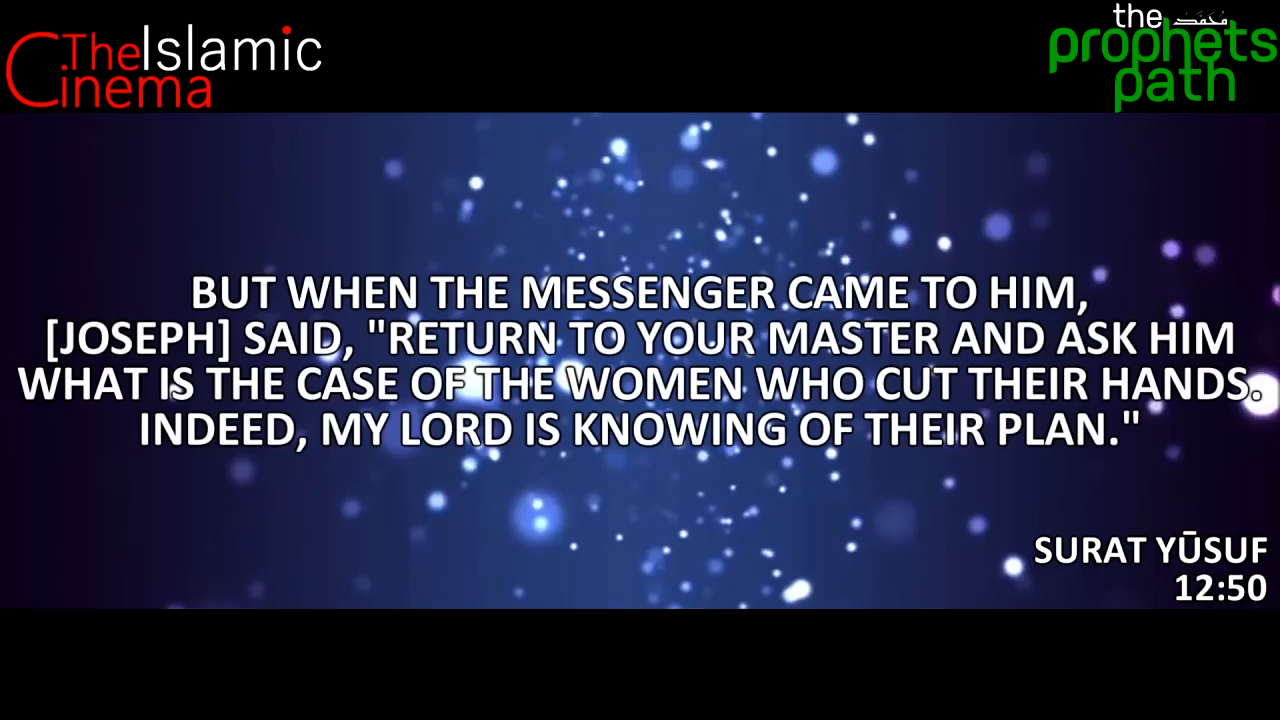 TheIslamic
Cinema
the محمد
prophets
path
BUT WHEN THE MESSENGER CAME TO HIM,
[JOSEPH] SAID, "RETURN TO YOUR MASTER AND ASK HIM
WHAT IS THE CASE OF THE WOMEN WHO CUT THEIR HANDS.
INDEED, MY LORD IS KNOWING OF THEIR PLAN."
SURAT YŪSUF
12:50